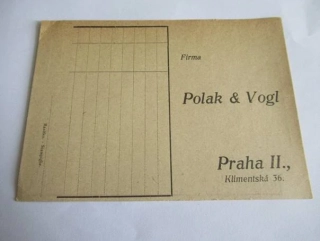 Firma
Polak & Vogl
Praha II.,
Klimentská 36.